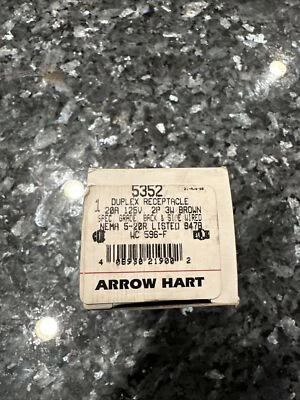 5352
1 DUPLEX RECEPTACLE
20A 125V. 2P 3W BROWN
SPEC. GRADE. BACK & SIDE WIRED
NEMA 5-20R LISTED 947B
WC 596-F
ARROW HART